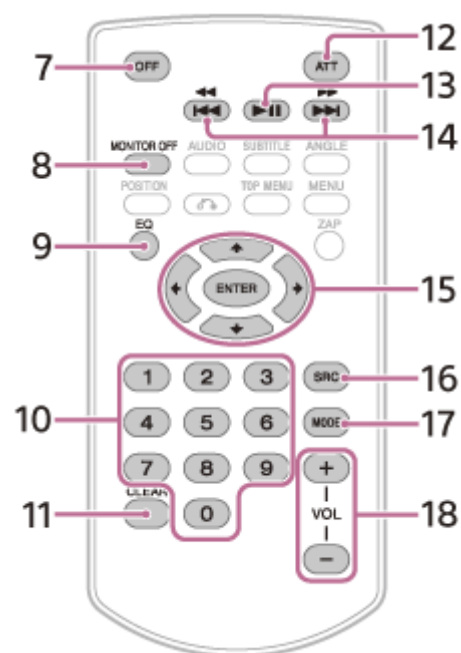 7 OFF ATT 12
13
14
8 MONITOR OFF AUDIO SUBTITLE ANGLE
POSITION TOP MENU MENU
9 EQ ZAP
ENTER 15
1 2 3 SRC 16
10 4 5 6 MODE 17
7 8 9 +
CLEAR VOL 18
11 0 −